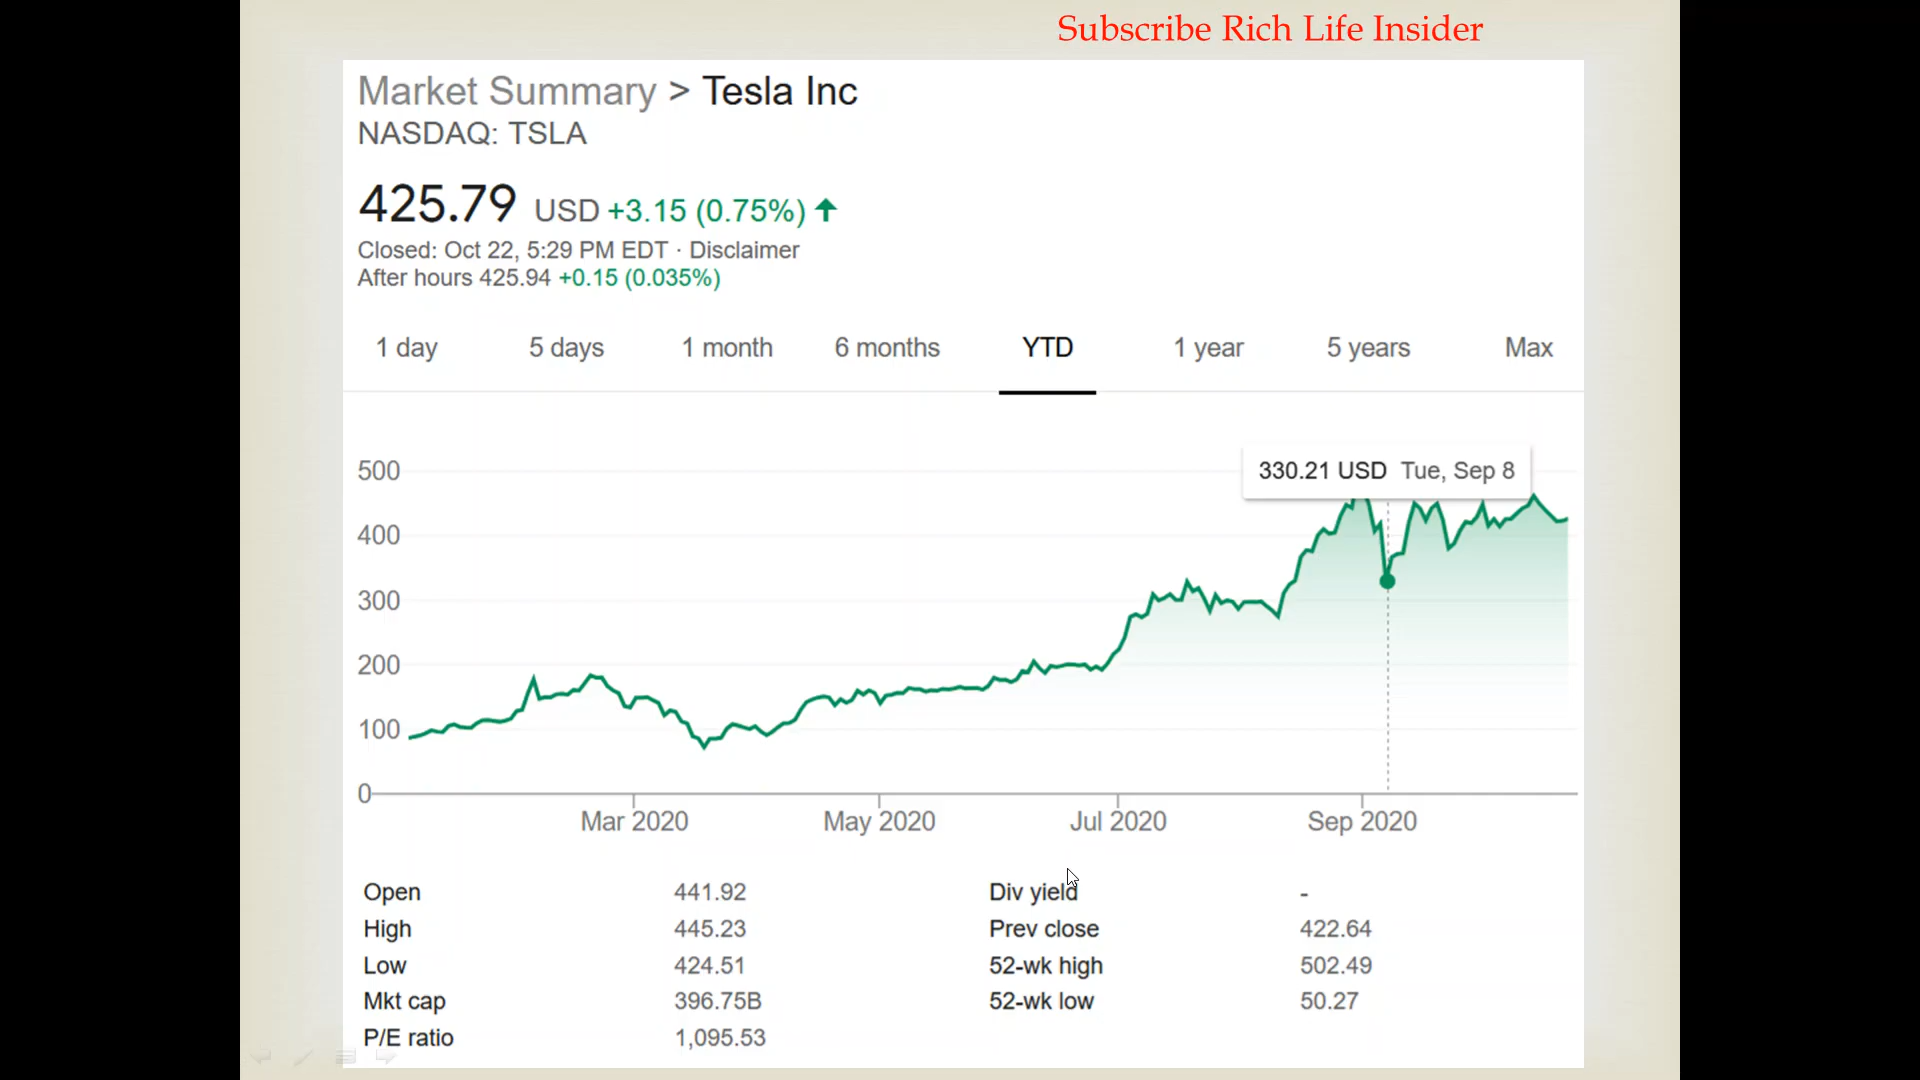 Subscribe Rich Life Insider
Market Summary > Tesla Inc
NASDAQ: TSLA
425.79 USD +3.15 (0.75%)
Closed: Oct 22, 5:29 PM EDT · Disclaimer
After hours 425.94 +0.15 (0.035%)
1 day 5 days 1 month 6 months YTD 1 year 5 years Max
330.21 USD Tue, Sep 8
500
400
300
200
100
0
Mar 2020 May 2020 Jul 2020 Sep 2020
Open 441.92 Div yield -
High 445.23 Prev close 422.64
Low 424.51 52-wk high 502.49
Mkt cap 396.75B 52-wk low 50.27
P/E ratio 1,095.53